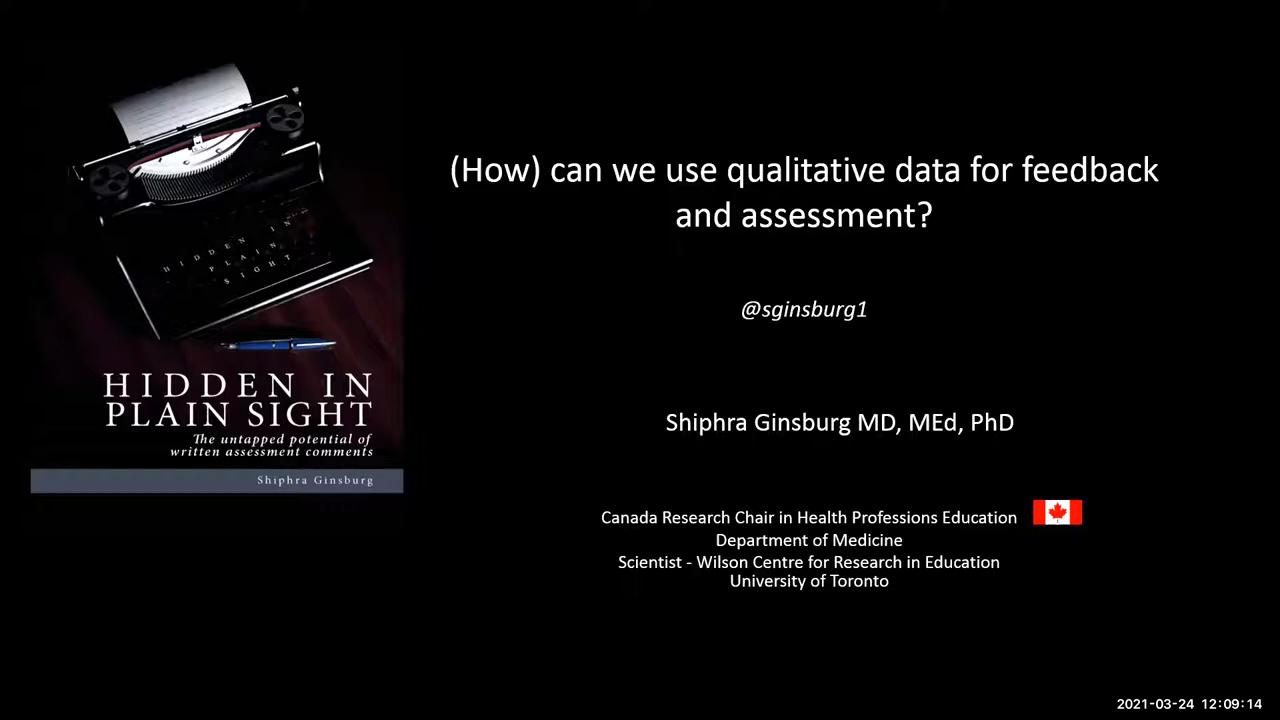 HIDDEN IN
PLAIN
SIGHT
HIDDEN IN
PLAIN SIGHT
The untapped potential of
written assessment comments
Shiphra Ginsburg
(How) can we use qualitative data for feedback
and assessment?
@sginsburg1
Shiphra Ginsburg MD, MEd, PhD
Canada Research Chair in Health Professions Education
Department of Medicine
Scientist - Wilson Centre for Research in Education
University of Toronto
2021-03-24 12:09:14